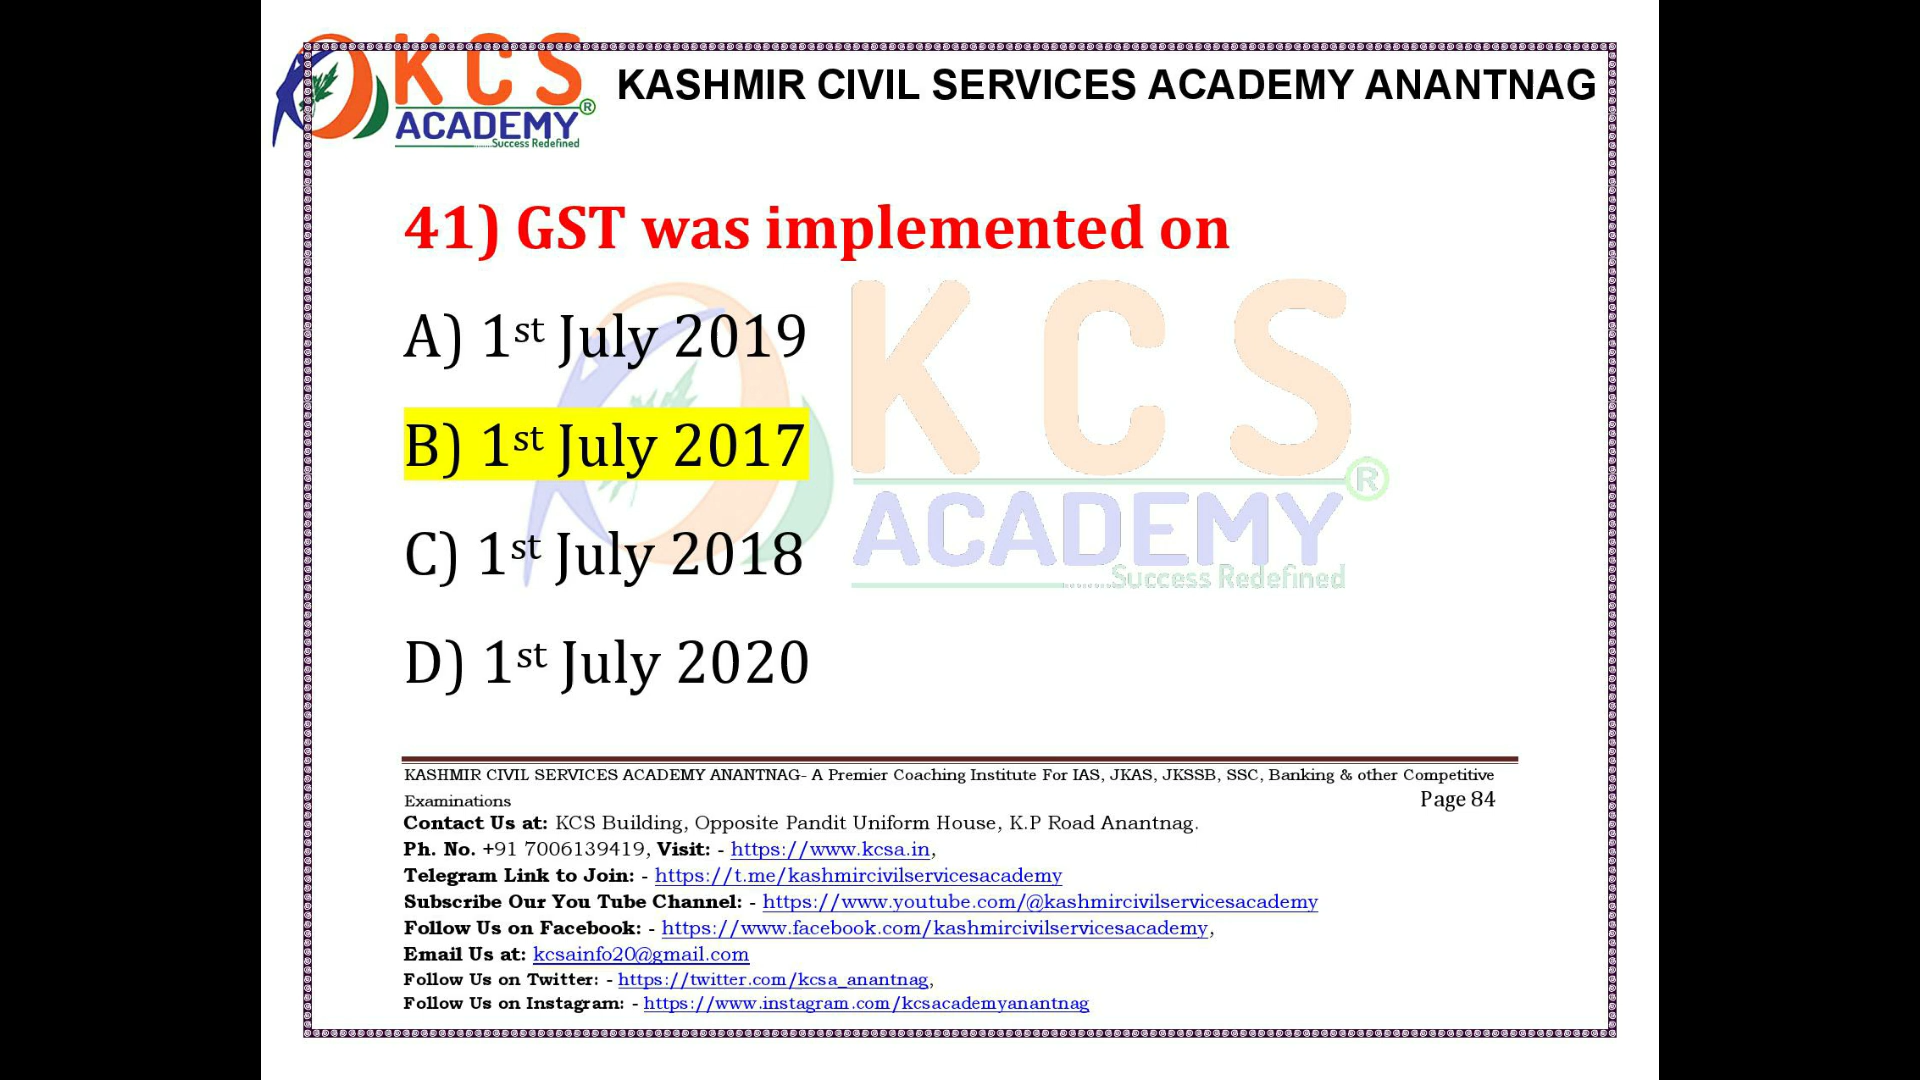 KCS
ACADEMY®
........Success Redefined
KASHMIR CIVIL SERVICES ACADEMY ANANTNAG
41) GST was implemented on
A) 1st July 2019
B) 1st July 2017
C) 1st July 2018
D) 1st July 2020
KCS
ACADEMY®
........Success Redefined
KASHMIR CIVIL SERVICES ACADEMY ANANTNAG- A Premier Coaching Institute For IAS, JKAS, JKSSB, SSC, Banking & other Competitive
Examinations Page 84
Contact Us at: KCS Building, Opposite Pandit Uniform House, K.P Road Anantnag.
Ph. No. +91 7006139419, Visit: - https://www.kcsa.in,
Telegram Link to Join: - https://t.me/kashmircivilservicesacademy
Subscribe Our You Tube Channel: - https://www.youtube.com/@kashmircivilservicesacademy
Follow Us on Facebook: - https://www.facebook.com/kashmircivilservicesacademy,
Email Us at: kcsainfo20@gmail.com
Follow Us on Twitter: - https://twitter.com/kcsa_anantnag,
Follow Us on Instagram: - https://www.instagram.com/kcsacademyanantnag